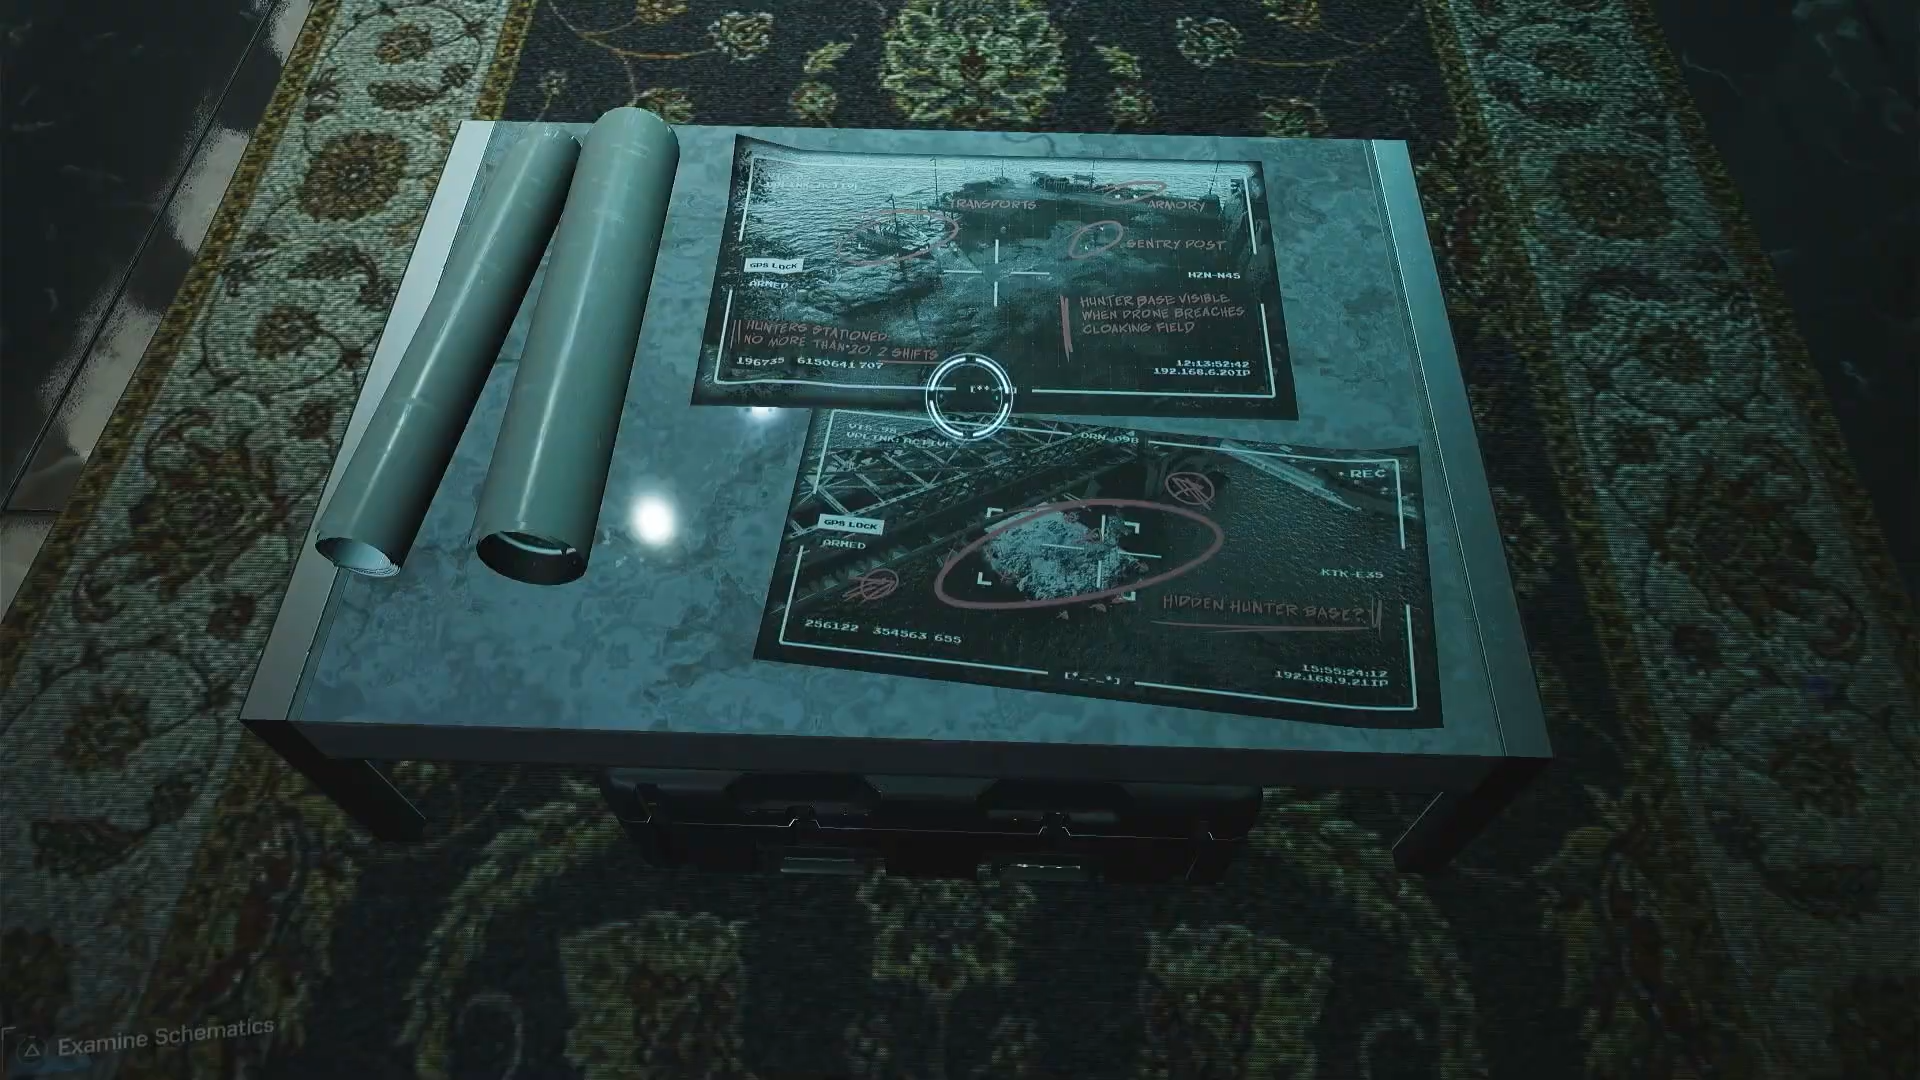 UPLINK: ACTIVE
TRANSPORTS
ARMORY
SENTRY POST
GPS LOCK
ARMED
HZN-N45
HUNTER BASE VISIBLE
WHEN DRONE BREACHES
CLOAKING FIELD
HUNTERS STATIONED:
NO MORE THAN 20, 2 SHIFTS
196735 6150641 707
12:13:52:42
192.168.6.20IP
UPLINK: ACTIVE
DRN_09B
REC
GPS LOCK
ARMED
KTK-E35
HIDDEN HUNTER BASE?
256122 354563 655
15:55:24:12
192.168.9.21IP
[*_-_*]
Examine Schematics